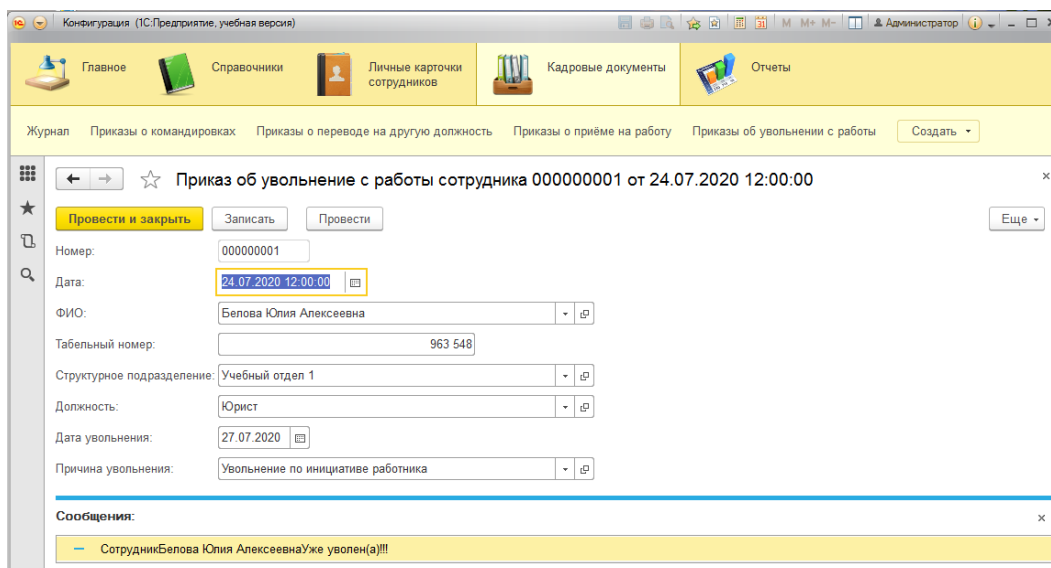 Конфигурация (1С:Предприятие, учебная версия) 31 M M+ M- Администратор
Главное Справочники Личные карточки сотрудников Кадровые документы Отчеты
Журнал Приказы о командировках Приказы о переводе на другую должность Приказы о приёме на работу Приказы об увольнении с работы Создать
Приказ об увольнение с работы сотрудника 000000001 от 24.07.2020 12:00:00
Провести и закрыть Записать Провести Еще
Номер: 000000001
Дата: 24.07.2020 12:00:00
ФИО: Белова Юлия Алексеевна
Табельный номер: 963 548
Структурное подразделение: Учебный отдел 1
Должность: Юрист
Дата увольнения: 27.07.2020
Причина увольнения: Увольнение по инициативе работника
Сообщения:
СотрудникБелова Юлия АлексеевнаУже уволен(а)!!!